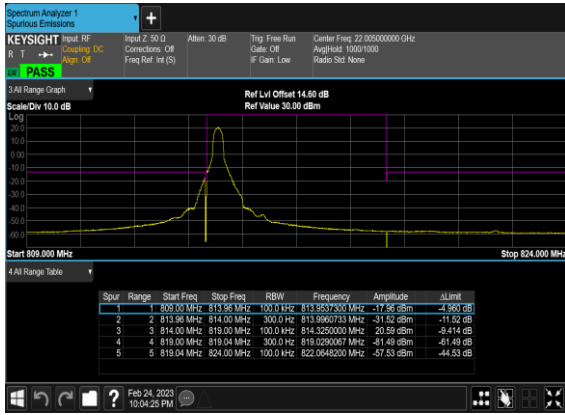 Spectrum Analyzer 1
Spurious Emissions
+
KEYSIGHT Input: RF Input Z: 50 Ω Atten: 30 dB Trig: Free Run Center Freq: 22.005000000 GHz
R T Coupling: DC Corrections: Off Gate: Off Avg|Hold: 1000/1000
Align: Off Freq Ref: Int (S) IF Gain: Low Radio Std: None
PASS
3 All Range Graph
Ref Lvl Offset 14.60 dB
Scale/Div 10.0 dB Ref Value 30.00 dBm
Log
20.0
10.0
0.00
-10.0
-20.0
-30.0
-40.0
-50.0
-60.0
Start 809.000 MHz Stop 824.000 MHz
4 All Range Table
Spur Range Start Freq Stop Freq RBW Frequency Amplitude ΔLimit
1 1 809.00 MHz 813.96 MHz 100.0 kHz 813.9537300 MHz -17.96 dBm -4.960 dB
2 2 813.96 MHz 814.00 MHz 300.0 Hz 813.9960733 MHz -31.52 dBm -11.52 dB
3 3 814.00 MHz 819.00 MHz 100.0 kHz 814.3250000 MHz 20.59 dBm -9.414 dB
4 4 819.00 MHz 819.04 MHz 300.0 Hz 819.0290067 MHz -81.49 dBm -61.49 dB
5 5 819.04 MHz 824.00 MHz 100.0 kHz 822.0648200 MHz -57.53 dBm -44.53 dB
? Feb 24, 2023
10:04:25 PM